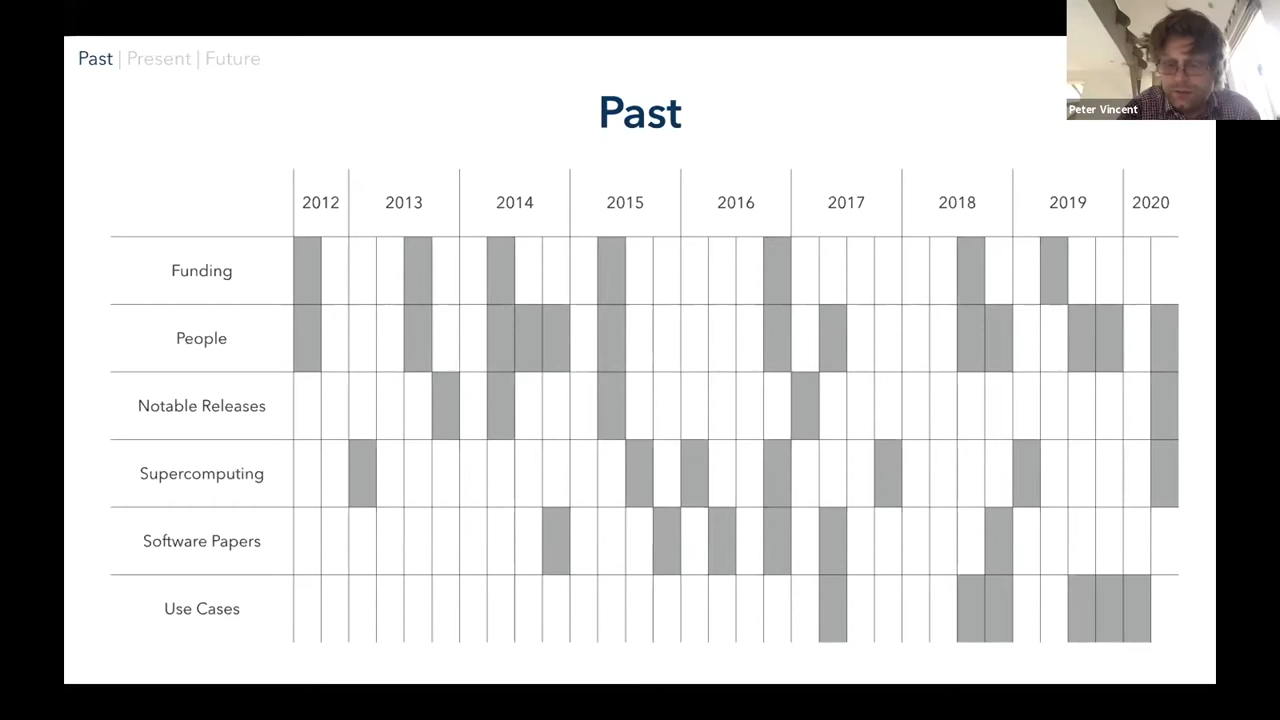 Past | Present | Future
Peter Vincent
Past
2012 2013 2014 2015 2016 2017 2018 2019 2020
Funding
People
Notable Releases
Supercomputing
Software Papers
Use Cases